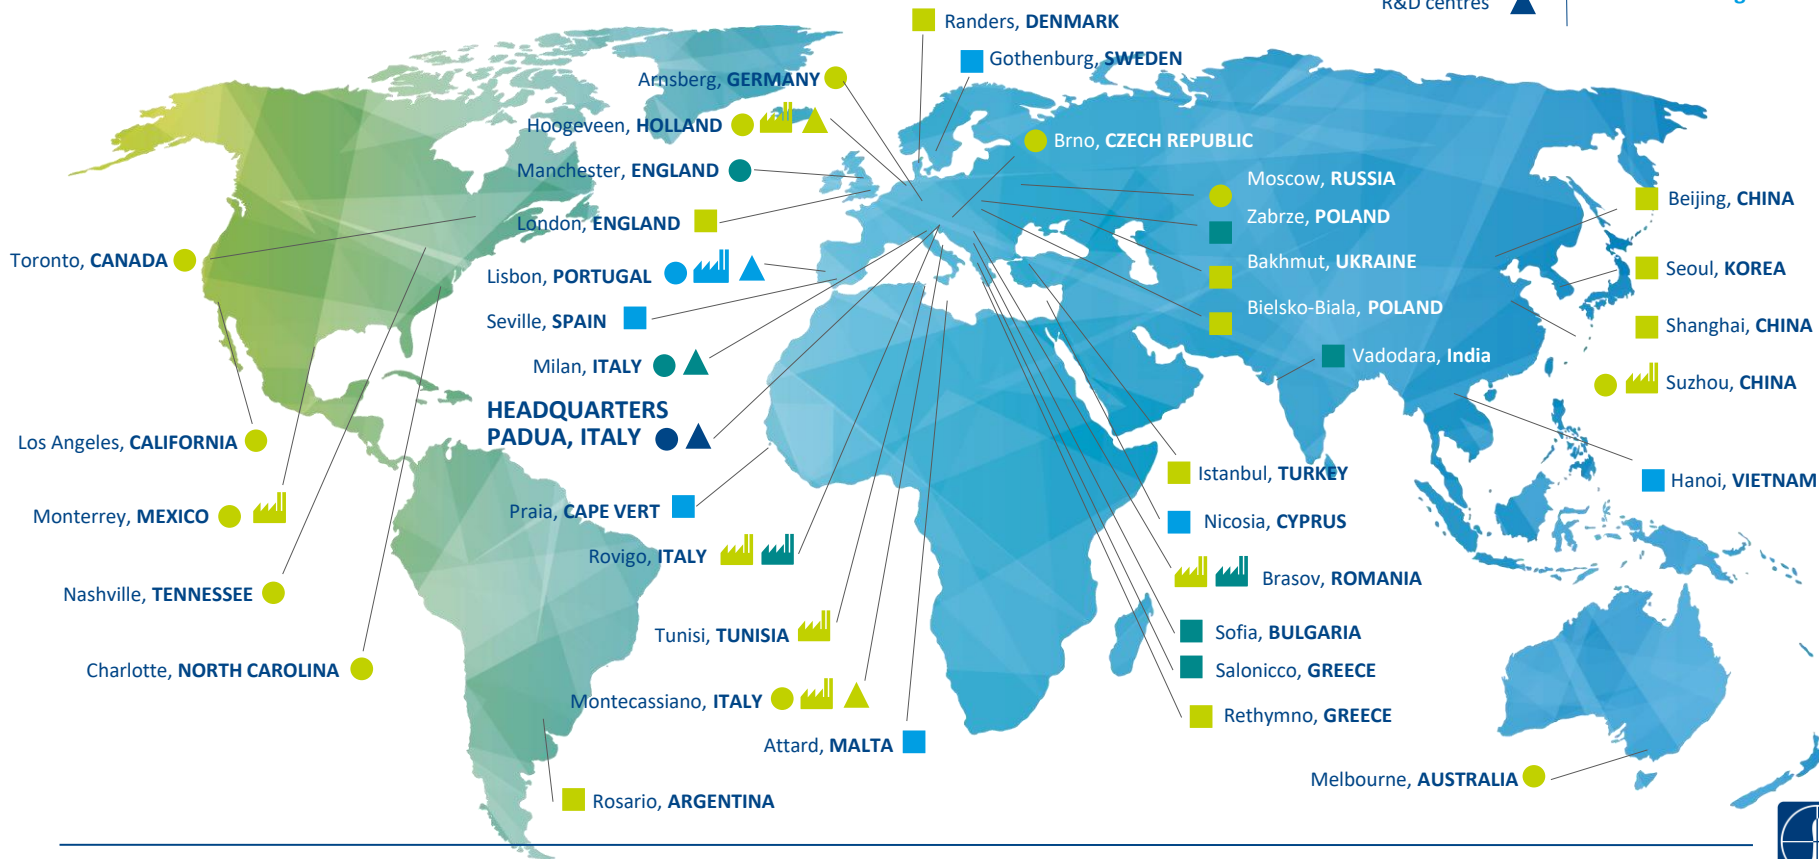 R&D centres
Randers, DENMARK
Gothenburg, SWEDEN
Arnsberg, GERMANY
Hoogeveen, HOLLAND
Brno, CZECH REPUBLIC
Manchester, ENGLAND
Moscow, RUSSIA
Beijing, CHINA
London, ENGLAND
Zabrze, POLAND
Toronto, CANADA
Lisbon, PORTUGAL
Bakhmut, UKRAINE
Seoul, KOREA
Seville, SPAIN
Bielsko-Biala, POLAND
Shanghai, CHINA
Milan, ITALY
Vadodara, India
Suzhou, CHINA
HEADQUARTERS
PADUA, ITALY
Los Angeles, CALIFORNIA
Istanbul, TURKEY
Hanoi, VIETNAM
Monterrey, MEXICO
Praia, CAPE VERT
Nicosia, CYPRUS
Rovigo, ITALY
Brasov, ROMANIA
Nashville, TENNESSEE
Tunisi, TUNISIA
Sofia, BULGARIA
Charlotte, NORTH CAROLINA
Salonicco, GREECE
Montecassiano, ITALY
Rethymno, GREECE
Attard, MALTA
Melbourne, AUSTRALIA
Rosario, ARGENTINA